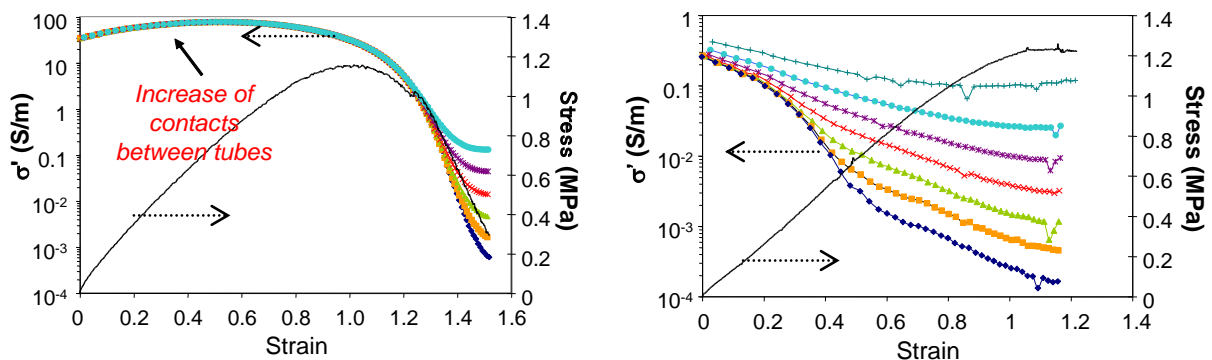 100
10
1
0.1
10⁻²
10⁻³
10⁻⁴
σ' (S/m)
Increase of
contacts
between tubes
1.4
1.2
1.0
0.8
0.6
0.4
0.2
0
Stress (MPa)
0 0.2 0.4 0.6 0.8 1.0 1.2 1.4 1.6
Strain
1
0.1
10⁻²
10⁻³
10⁻⁴
σ' (S/m)
1.4
1.2
1
0.8
0.6
0.4
0.2
0
Stress (MPa)
0 0.2 0.4 0.6 0.8 1 1.2 1.4
Strain